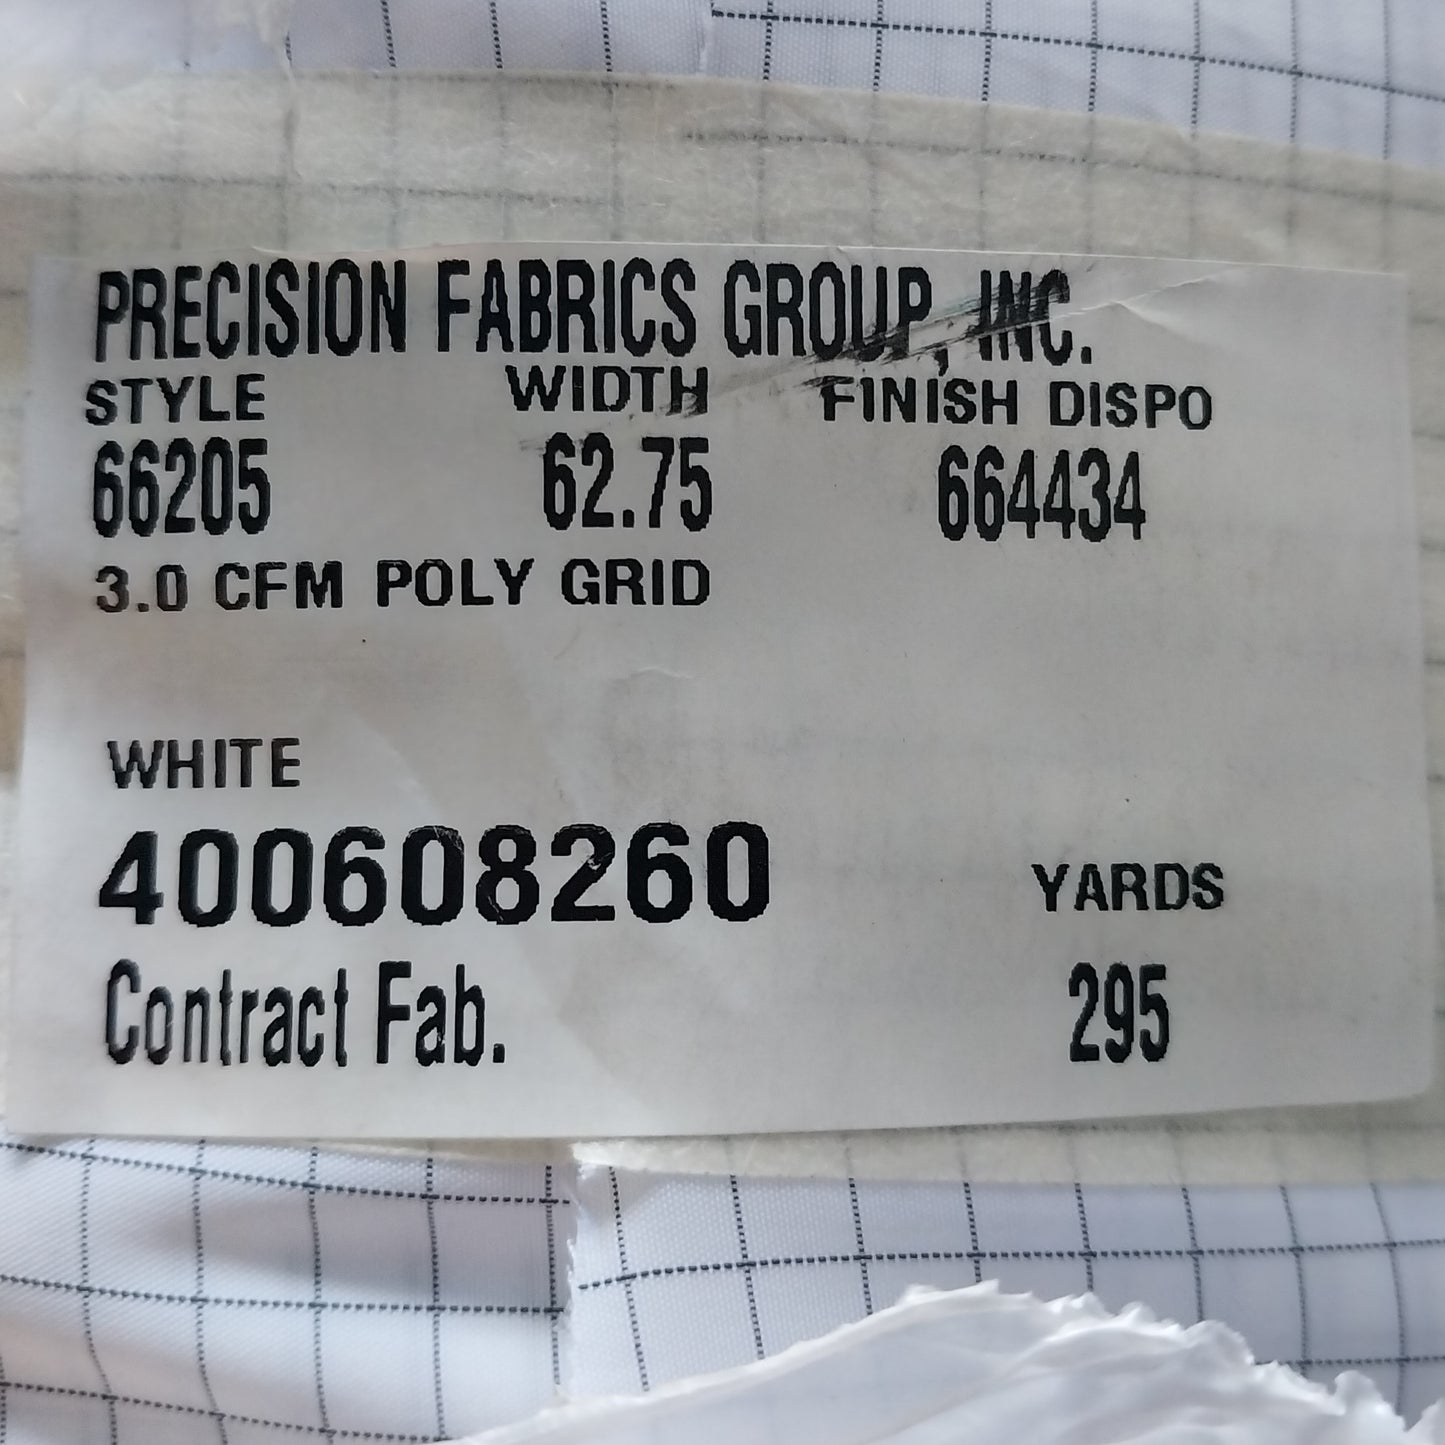 PRECISION FABRICS GROUP, INC.
STYLE WIDTH FINISH DISPO
66205 62.75 664434
3.0 CFM POLY GRID
WHITE
400608260 YARDS
Contract Fab. 295